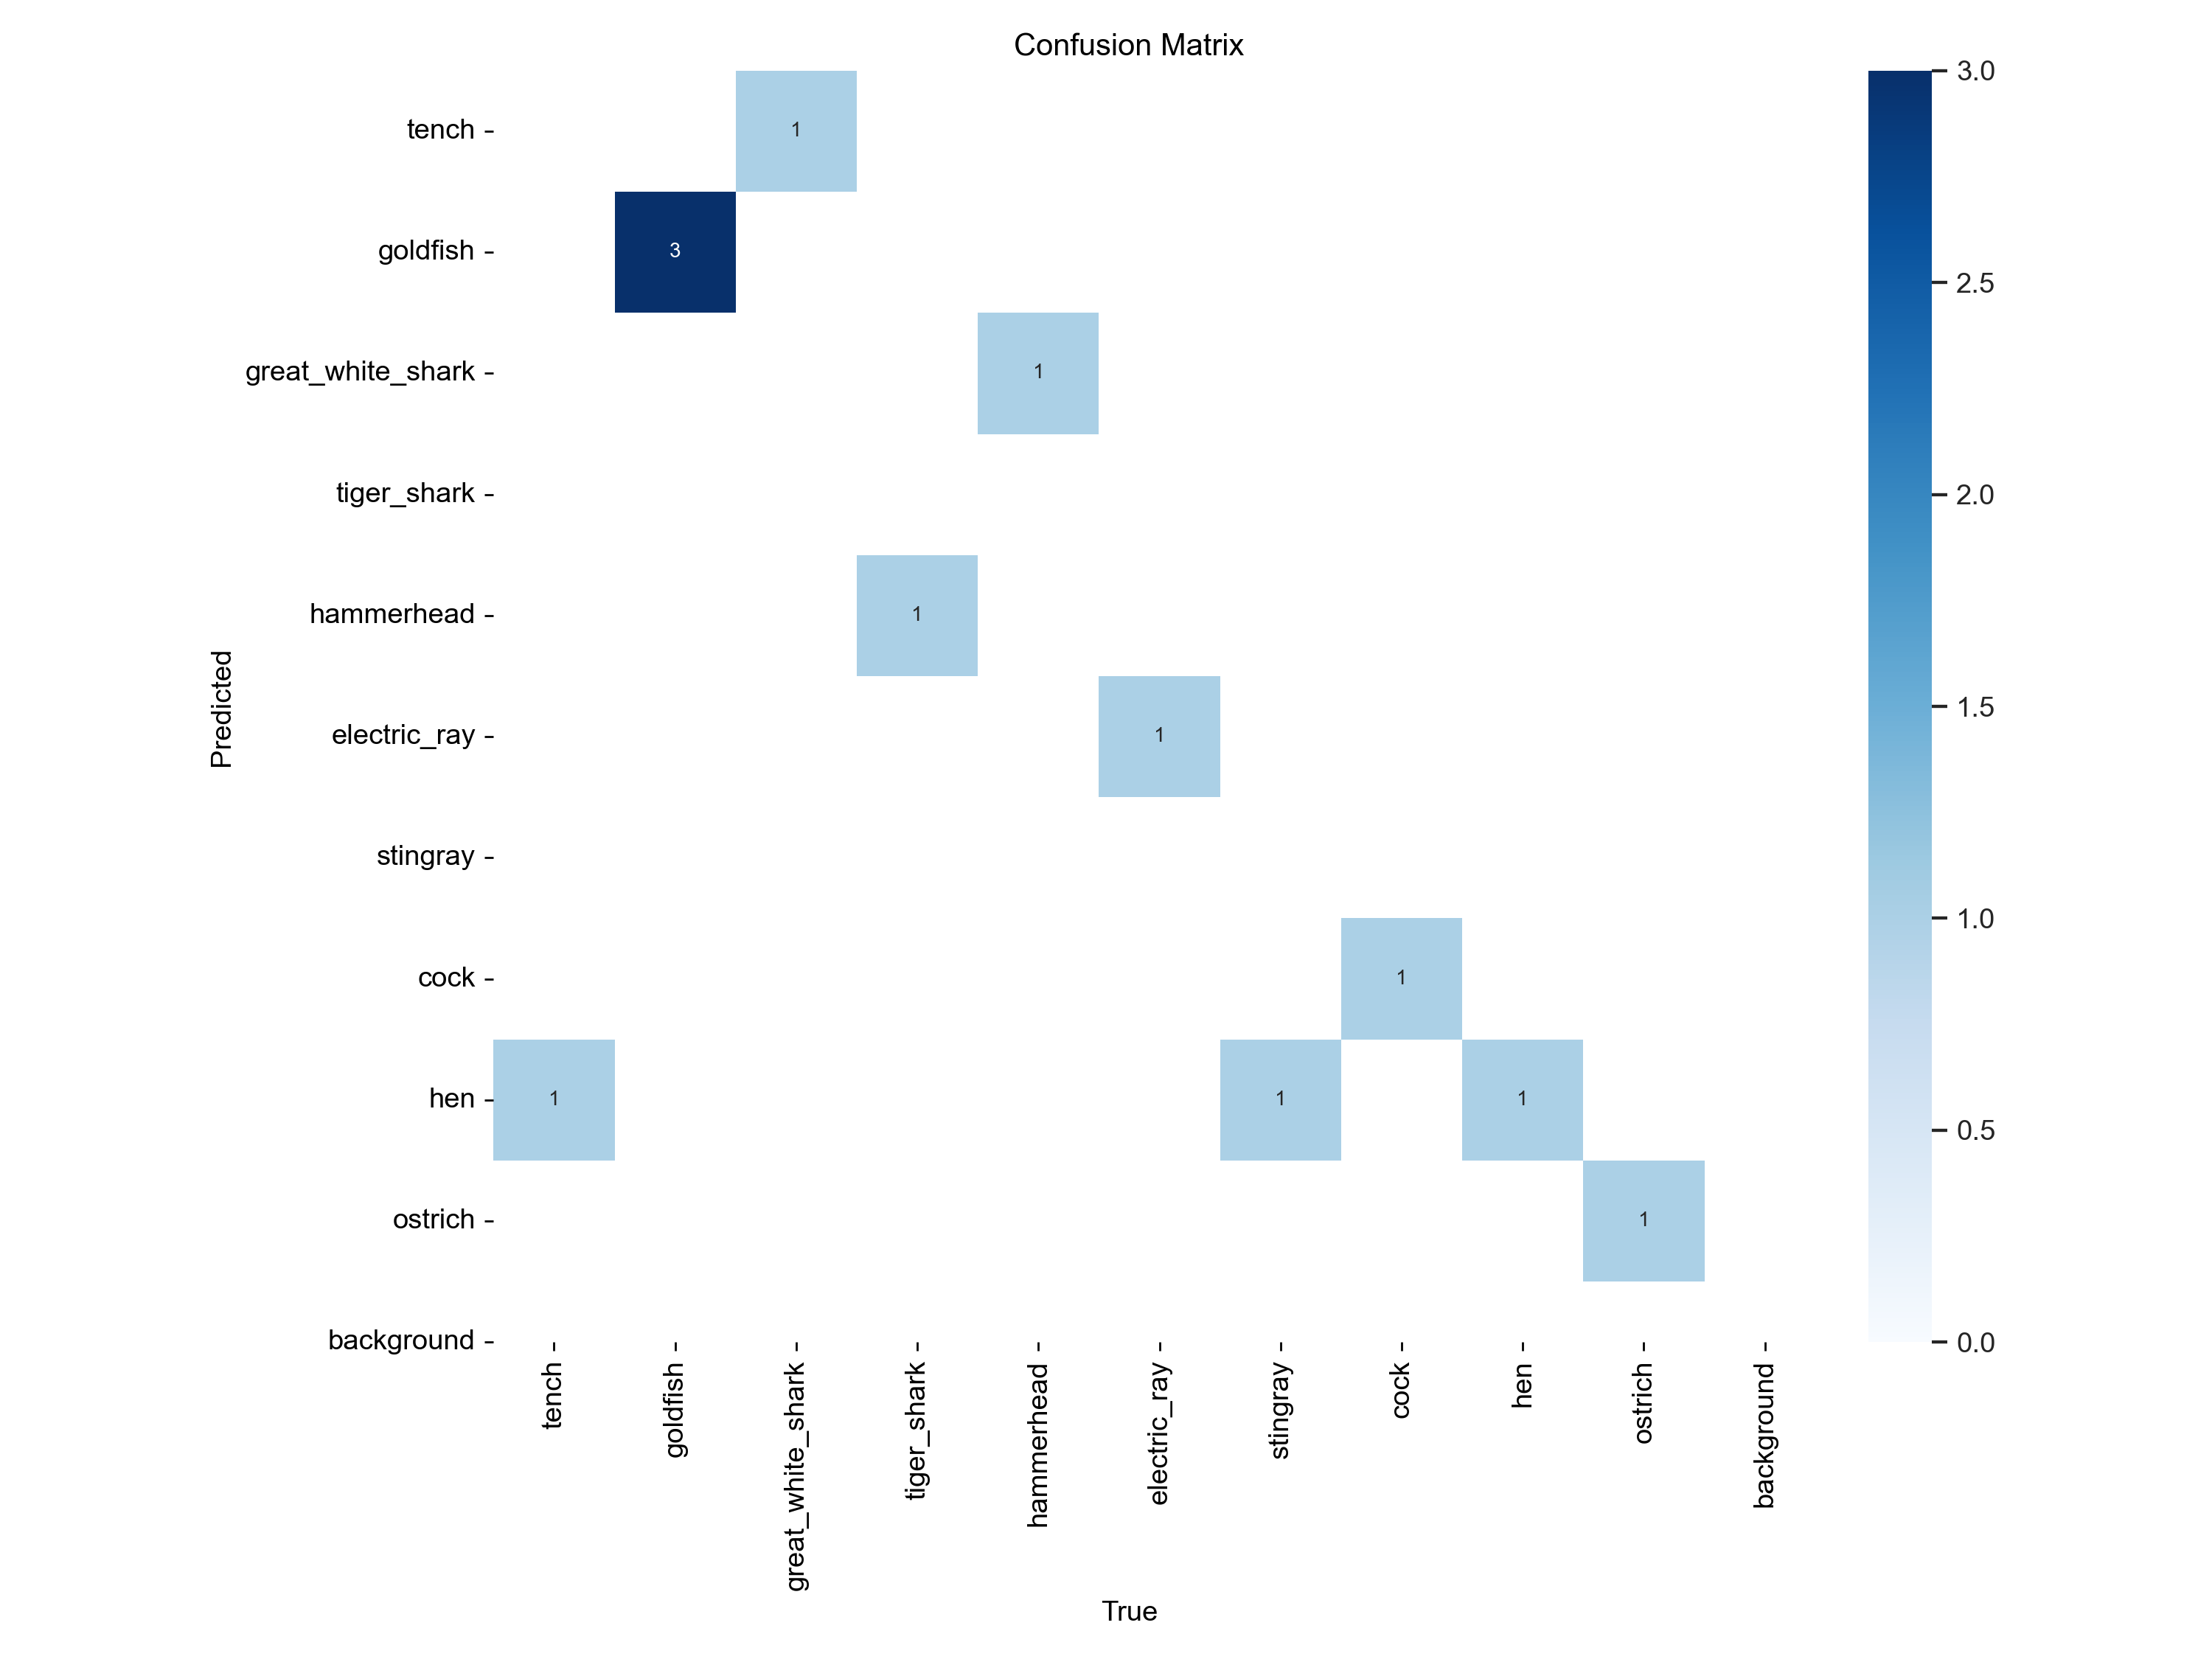 Confusion Matrix
tench
1
goldfish
3
great_white_shark
1
tiger_shark
hammerhead
1
electric_ray
1
stingray
cock
1
hen
1
1
1
ostrich
1
background
Predicted
tench
goldfish
great_white_shark
tiger_shark
hammerhead
electric_ray
stingray
cock
hen
ostrich
background
True
3.0
2.5
2.0
1.5
1.0
0.5
0.0